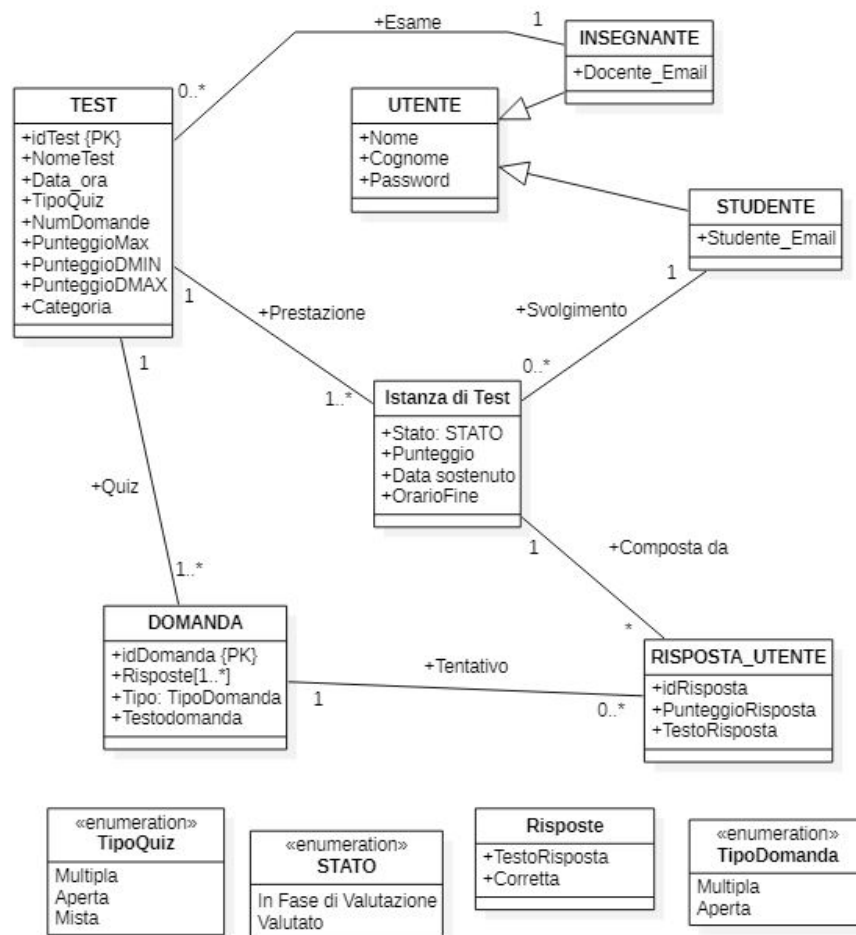 +Esame
1
INSEGNANTE
+Docente_Email
0..*
TEST
+idTest {PK}
+NomeTest
+Data_ora
+TipoQuiz
+NumDomande
+PunteggioMax
+PunteggioDMIN
+PunteggioDMAX
+Categoria
UTENTE
+Nome
+Cognome
+Password
STUDENTE
+Studente_Email
1
+Prestazione
1..*
1
+Svolgimento
0..*
Istanza di Test
+Stato: STATO
+Punteggio
+Data sostenuto
+OrarioFine
1
+Quiz
1..*
1
+Composta da
*
DOMANDA
+idDomanda {PK}
+Risposte[1..*]
+Tipo: TipoDomanda
+Testodomanda
+Tentativo
1
0..*
RISPOSTA_UTENTE
+idRisposta
+PunteggioRisposta
+TestoRisposta
«enumeration»
TipoQuiz
Multipla
Aperta
Mista
«enumeration»
STATO
In Fase di Valutazione
Valutato
Risposte
+TestoRisposta
+Corretta
«enumeration»
TipoDomanda
Multipla
Aperta